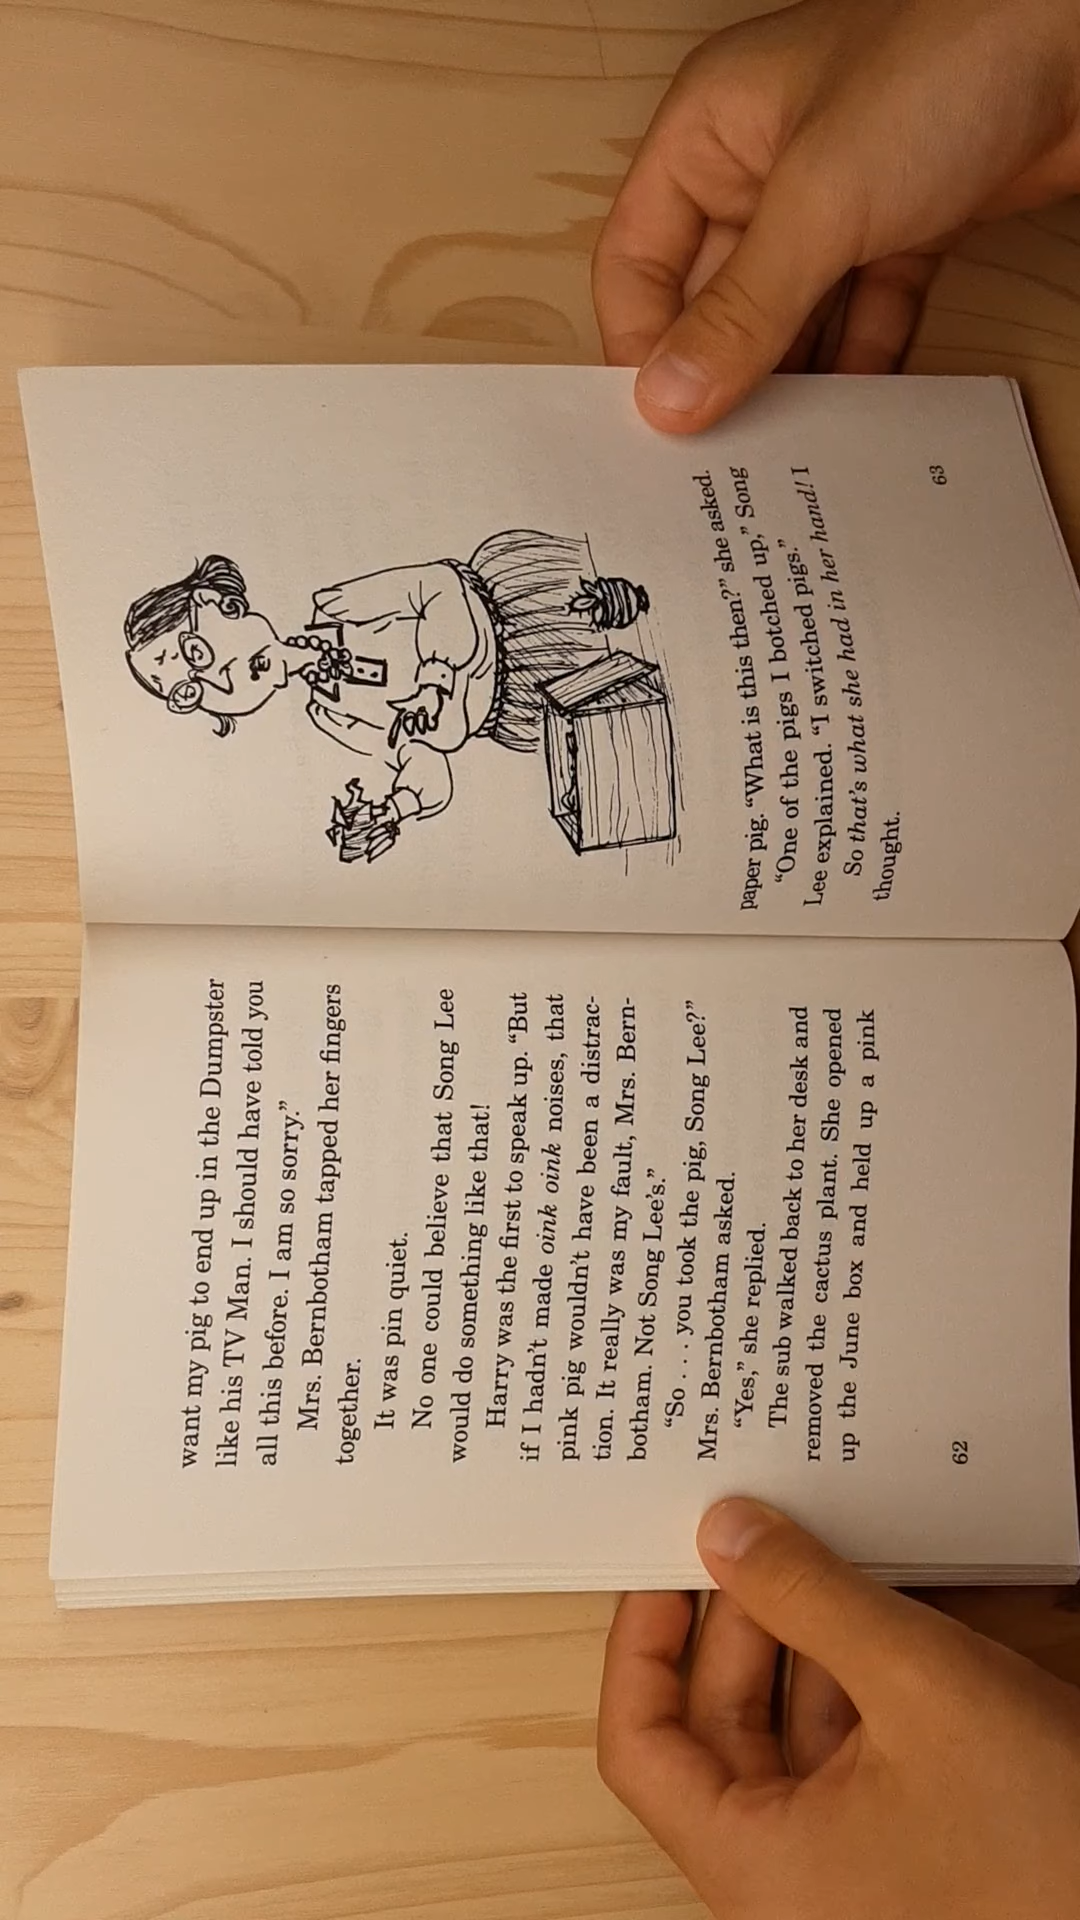 want my pig to end up in the Dumpster
like his TV Man. I should have told you
all this before. I am so sorry.”
Mrs. Bernbotham tapped her fingers
together.
It was pin quiet.
No one could believe that Song Lee
would do something like that!
Harry was the first to speak up. “But
if I hadn’t made oink oink noises, that
pink pig wouldn’t have been a distrac-
tion. It really was my fault, Mrs. Bern-
botham. Not Song Lee’s.”
“So . . . you took the pig, Song Lee?”
Mrs. Bernbotham asked.
“Yes,” she replied.
The sub walked back to her desk and
removed the cactus plant. She opened
up the June box and held up a pink
62
paper pig. “What is this then?” she asked.
“One of the pigs I botched up,” Song
Lee explained. “I switched pigs.”
So that’s what she had in her hand! I
thought.
63